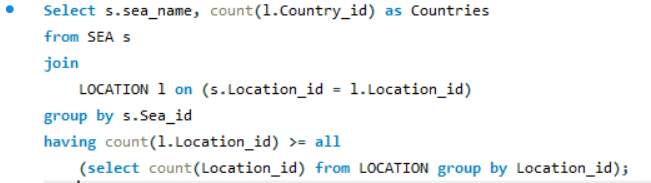 Select s.sea_name, count(l.Country_id) as Countries
from SEA s
join
LOCATION l on (s.Location_id = l.Location_id)
group by s.Sea_id
having count(l.Location_id) >= all
(select count(Location_id) from LOCATION group by Location_id);